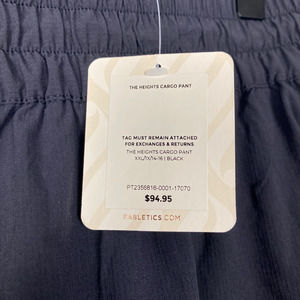 THE HEIGHTS CARGO PANT
TAG MUST REMAIN ATTACHED
FOR EXCHANGES & RETURNS
THE HEIGHTS CARGO PANT
XXL/1X/14-16 | BLACK
PT2356816-0001-17070
$94.95
FABLETICS.COM